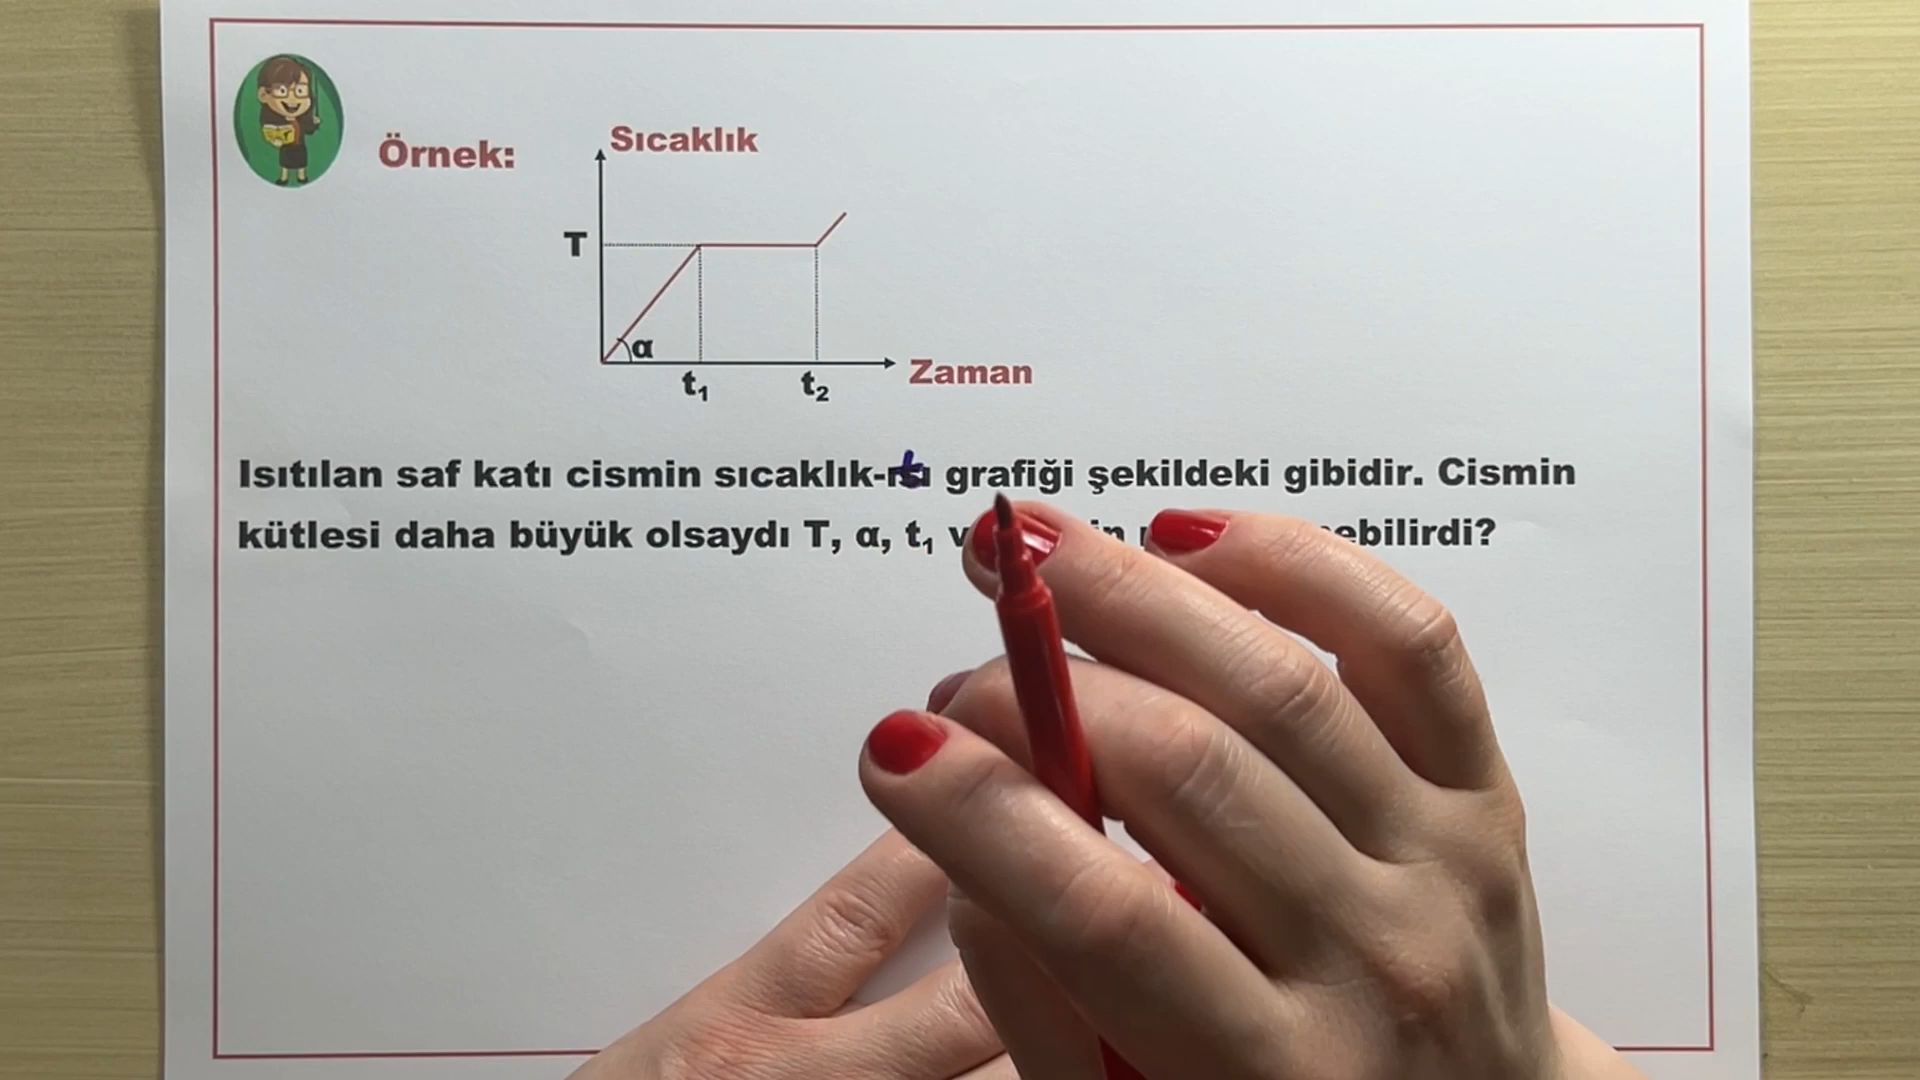 Örnek:
Sıcaklık
T
α
t₁ t₂
Zaman
Isıtılan saf katı cismin sıcaklık- grafiği şekildeki gibidir. Cismin
kütlesi daha büyük olsaydı T, α, t₁